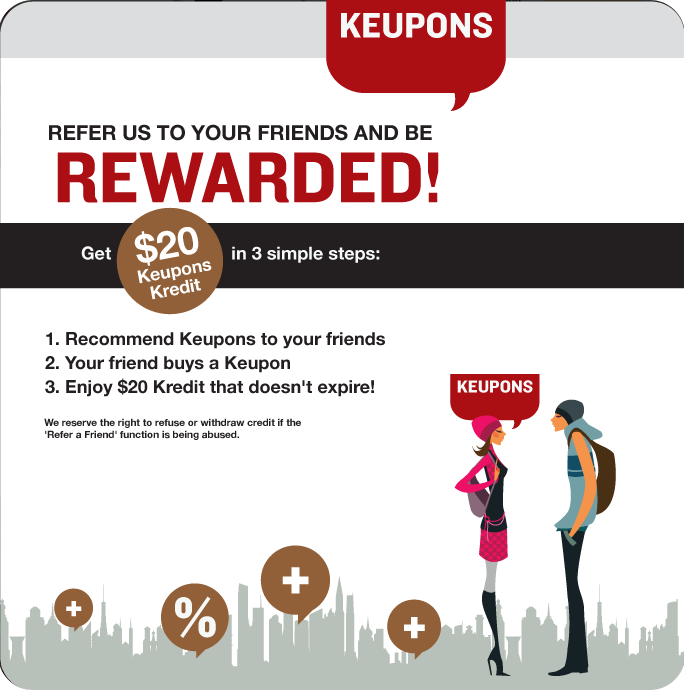 KEUPONS
REFER US TO YOUR FRIENDS AND BE
REWARDED!
Get $20 Keupons Kredit in 3 simple steps:
1. Recommend Keupons to your friends
2. Your friend buys a Keupon
3. Enjoy $20 Kredit that doesn't expire!
We reserve the right to refuse or withdraw credit if the
'Refer a Friend' function is being abused.
KEUPONS
+
%
+
+